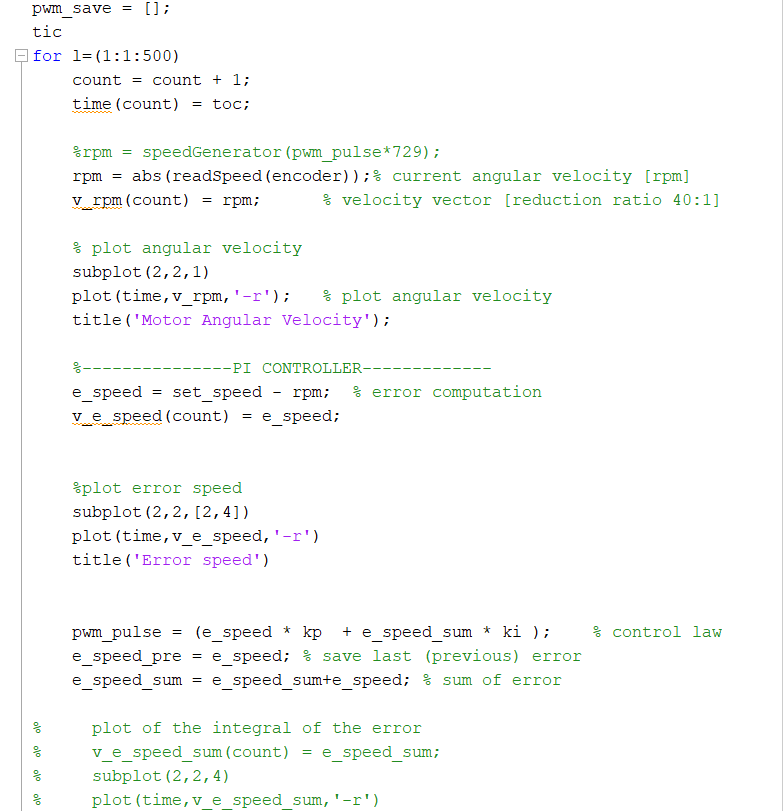 pwm_save = [];
tic
for l=(1:1:500)
    count = count + 1;
    time(count) = toc;
    %rpm = speedGenerator(pwm_pulse*729);
    rpm = abs(readSpeed(encoder));% current angular velocity [rpm]
    v_rpm(count) = rpm;      % velocity vector [reduction ratio 40:1]
    % plot angular velocity
    subplot(2,2,1)
    plot(time,v_rpm,'-r');   % plot angular velocity
    title('Motor Angular Velocity');
    %---------------PI CONTROLLER-------------
    e_speed = set_speed - rpm;  % error computation
    v_e_speed(count) = e_speed;
    %plot error speed
    subplot(2,2,[2,4])
    plot(time,v_e_speed,'-r')
    title('Error speed')
    pwm_pulse = (e_speed * kp  + e_speed_sum * ki );    % control law
    e_speed_pre = e_speed; % save last (previous) error
    e_speed_sum = e_speed_sum+e_speed; % sum of error
%     plot of the integral of the error
%     v_e_speed_sum(count) = e_speed_sum;
%     subplot(2,2,4)
%     plot(time,v_e_speed_sum,'-r')